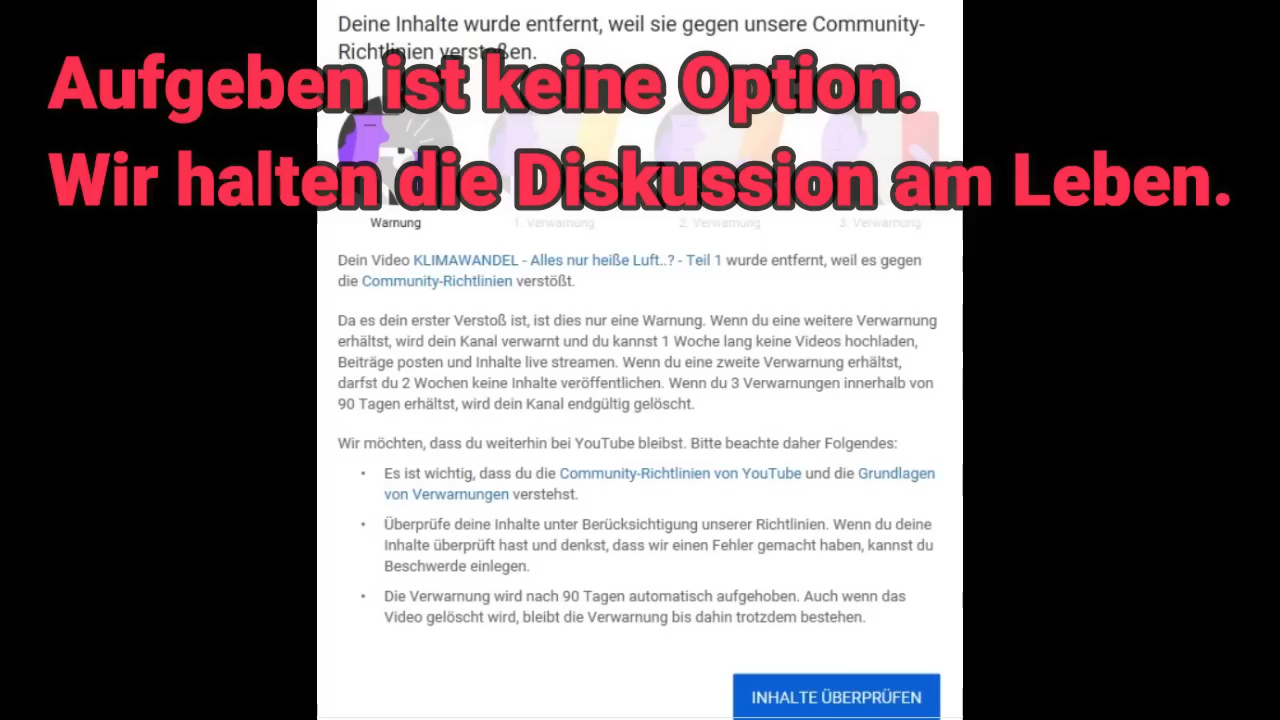 Deine Inhalte wurde entfernt, weil sie gegen unsere Community-
Richtlinien verstoßen.
Aufgeben ist keine Option.
Wir halten die Diskussion am Leben.
Warnung
1. Verwarnung
2. Verwarnung
3. Verwarnung
Dein Video KLIMAWANDEL - Alles nur heiße Luft..? - Teil 1 wurde entfernt, weil es gegen
die Community-Richtlinien verstößt.
Da es dein erster Verstoß ist, ist dies nur eine Warnung. Wenn du eine weitere Verwarnung
erhältst, wird dein Kanal verwarnt und du kannst 1 Woche lang keine Videos hochladen,
Beiträge posten und Inhalte live streamen. Wenn du eine zweite Verwarnung erhältst,
darfst du 2 Wochen keine Inhalte veröffentlichen. Wenn du 3 Verwarnungen innerhalb von
90 Tagen erhältst, wird dein Kanal endgültig gelöscht.
Wir möchten, dass du weiterhin bei YouTube bleibst. Bitte beachte daher Folgendes:
• Es ist wichtig, dass du die Community-Richtlinien von YouTube und die Grundlagen
von Verwarnungen verstehst.
• Überprüfe deine Inhalte unter Berücksichtigung unserer Richtlinien. Wenn du deine
Inhalte überprüft hast und denkst, dass wir einen Fehler gemacht haben, kannst du
Beschwerde einlegen.
• Die Verwarnung wird nach 90 Tagen automatisch aufgehoben. Auch wenn das
Video gelöscht wird, bleibt die Verwarnung bis dahin trotzdem bestehen.
INHALTE ÜBERPRÜFEN